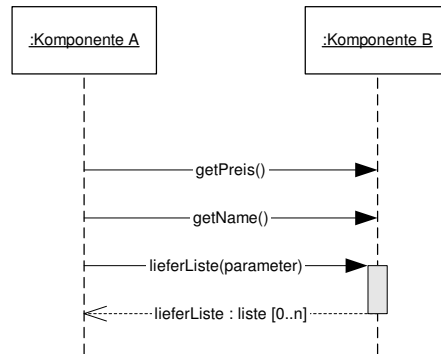 :Komponente A
:Komponente B
getPreis()
getName()
lieferListe(parameter)
lieferListe : liste [0..n]